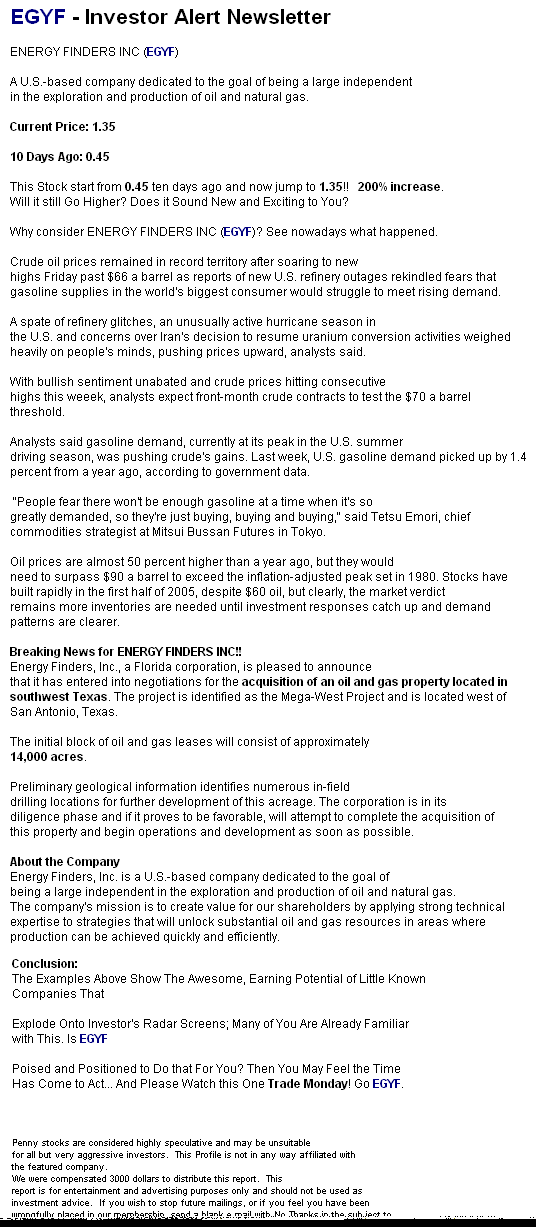 EGYF - Investor Alert Newsletter
ENERGY FINDERS INC (EGYF)
A U.S.-based company dedicated to the goal of being a large independent
in the exploration and production of oil and natural gas.
Current Price: 1.35
10 Days Ago: 0.45
This Stock start from 0.45 ten days ago and now jump to 1.35!! 200% increase.
Will it still Go Higher? Does it Sound New and Exciting to You?
Why consider ENERGY FINDERS INC (EGYF)? See nowadays what happened.
Crude oil prices remained in record territory after soaring to new
highs Friday past $66 a barrel as reports of new U.S. refinery outages rekindled fears that
gasoline supplies in the world's biggest consumer would struggle to meet rising demand.
A spate of refinery glitches, an unusually active hurricane season in
the U.S. and concerns over Iran's decision to resume uranium conversion activities weighed
heavily on people's minds, pushing prices upward, analysts said.
With bullish sentiment unabated and crude prices hitting consecutive
highs this weeek, analysts expect front-month crude contracts to test the $70 a barrel
threshold.
Analysts said gasoline demand, currently at its peak in the U.S. summer
driving season, was pushing crude's gains. Last week, U.S. gasoline demand picked up by 1.4
percent from a year ago, according to government data.
"People fear there won't be enough gasoline at a time when it's so
greatly demanded, so they're just buying, buying and buying," said Tetsu Emori, chief
commodities strategist at Mitsui Bussan Futures in Tokyo.
Oil prices are almost 50 percent higher than a year ago, but they would
need to surpass $90 a barrel to exceed the inflation-adjusted peak set in 1980. Stocks have
built rapidly in the first half of 2005, despite $60 oil, but clearly, the market verdict
remains more inventories are needed until investment responses catch up and demand
patterns are clearer.
Breaking News for ENERGY FINDERS INC!!
Energy Finders, Inc., a Florida corporation, is pleased to announce
that it has entered into negotiations for the acquisition of an oil and gas property located in
southwest Texas. The project is identified as the Mega-West Project and is located west of
San Antonio, Texas.
The initial block of oil and gas leases will consist of approximately
14,000 acres.
Preliminary geological information identifies numerous in-field
drilling locations for further development of this acreage. The corporation is in its
diligence phase and if it proves to be favorable, will attempt to complete the acquisition of
this property and begin operations and development as soon as possible.
About the Company
Energy Finders, Inc. is a U.S.-based company dedicated to the goal of
being a large independent in the exploration and production of oil and natural gas.
The company's mission is to create value for our shareholders by applying strong technical
expertise to strategies that will unlock substantial oil and gas resources in areas where
production can be achieved quickly and efficiently.
Conclusion:
The Examples Above Show The Awesome, Earning Potential of Little Known
Companies That
Explode Onto Investor's Radar Screens; Many of You Are Already Familiar
with This. Is EGYF
Poised and Positioned to Do that For You? Then You May Feel the Time
Has Come to Act... And Please Watch this One Trade Monday! Go EGYF.
Penny stocks are considered highly speculative and may be unsuitable
for all but very aggressive investors. This Profile is not in any way affiliated with
the featured company.
We were compensated 3000 dollars to distribute this report. This
report is for entertainment and advertising purposes only and should not be used as
investment advice. If you wish to stop future mailings, or if you feel you have been
wrongfully placed in our membership, send a blank e mail with No Thanks in the subject to